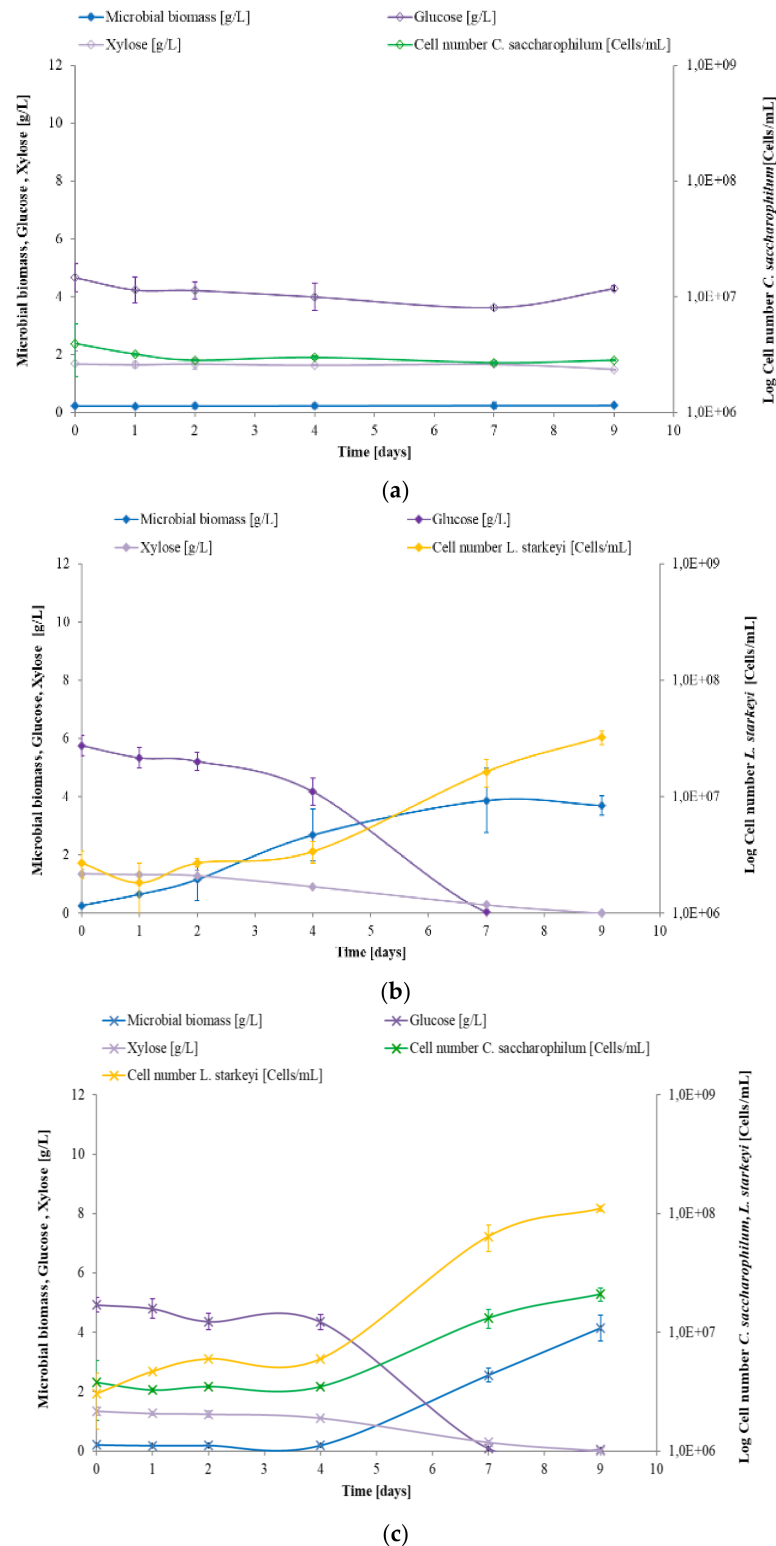 Microbial biomass [g/L] Glucose [g/L]
Xylose [g/L] Cell number C. saccharophilum [Cells/mL]
Microbial biomass, Glucose , Xylose [g/L]
12 1,0E+09
10
8 1,0E+08
6
4 1,0E+07
2
0 1,0E+06
0 1 2 3 4 5 6 7 8 9 10
Time [days]
Log Cell number C. saccharophilum[Cells/mL]
(a)
Microbial biomass [g/L] Glucose [g/L]
Xylose [g/L] Cell number L. starkeyi [Cells/mL]
Microbial biomass, Glucose, Xylose [g/L]
12 1,0E+09
10
8 1,0E+08
6
4 1,0E+07
2
0 1,0E+06
0 1 2 3 4 5 6 7 8 9 10
Time [days]
Log Cell number L. starkeyi [Cells/mL]
(b)
Microbial biomass [g/L] Glucose [g/L]
Xylose [g/L] Cell number C. saccharophilum [Cells/mL]
Cell number L. starkeyi [Cells/mL]
Microbial biomass, Glucose , Xylose [g/L]
12 1,0E+09
10
8 1,0E+08
6
4 1,0E+07
2
0 1,0E+06
0 1 2 3 4 5 6 7 8 9 10
Time [days]
Log Cell number C. saccharophilum, L. starkeyi [Cells/mL]
(c)